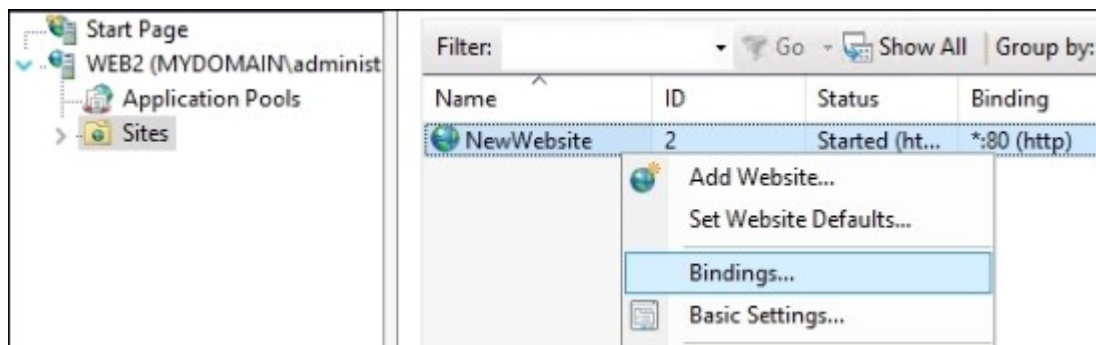 Start Page
WEB2 (MYDOMAIN\administ
Application Pools
Sites
Filter: Go Show All Group by:
Name ID Status Binding
NewWebsite 2 Started (ht... *:80 (http)
Add Website...
Set Website Defaults...
Bindings...
Basic Settings...